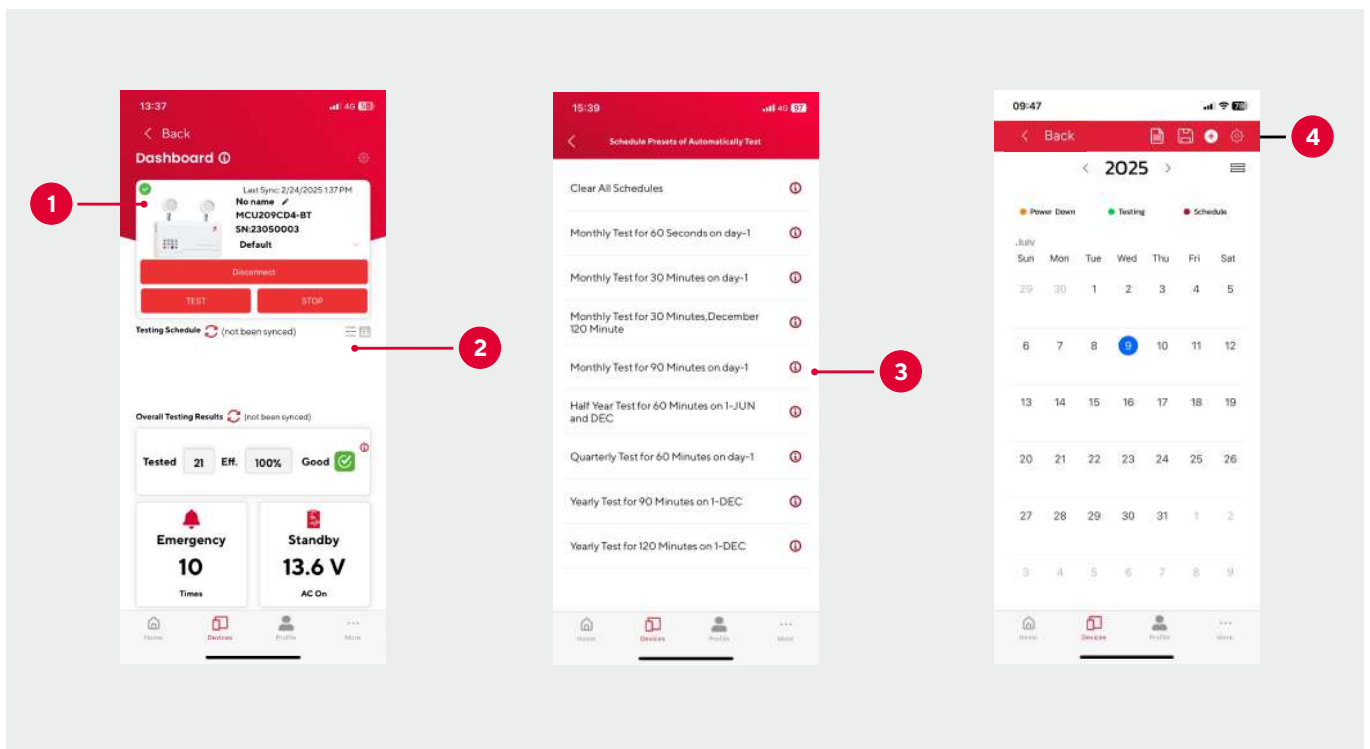 13:37
4G 98
Back
Dashboard
Last Sync: 2/24/2025 1:37 PM
No name
MCU209CD4-BT
SN:23050003
Default
Disconnect
TEST
STOP
Testing Schedule (not been synced)
Overall Testing Results (not been synced)
Tested 21 Eff. 100% Good
Emergency
10
Times
Standby
13.6 V
AC On
Home
Devices
Profile
More
1
2
15:39
4G 97
Schedule Presets of Automatically Test
Clear All Schedules
Monthly Test for 60 Seconds on day-1
Monthly Test for 30 Minutes on day-1
Monthly Test for 30 Minutes,December
120 Minute
Monthly Test for 90 Minutes on day-1
Half Year Test for 60 Minutes on 1-JUN
and DEC
Quarterly Test for 60 Minutes on day-1
Yearly Test for 90 Minutes on 1-DEC
Yearly Test for 120 Minutes on 1-DEC
Home
Devices
Profile
More
3
09:47
78
Back
2025
Power Down
Testing
Schedule
July
Sun Mon Tue Wed Thu Fri Sat
29 30 1 2 3 4 5
6 7 8 9 10 11 12
13 14 15 16 17 18 19
20 21 22 23 24 25 26
27 28 29 30 31 1 2
3 4 5 6 7 8 9
Home
Devices
Profile
More
4